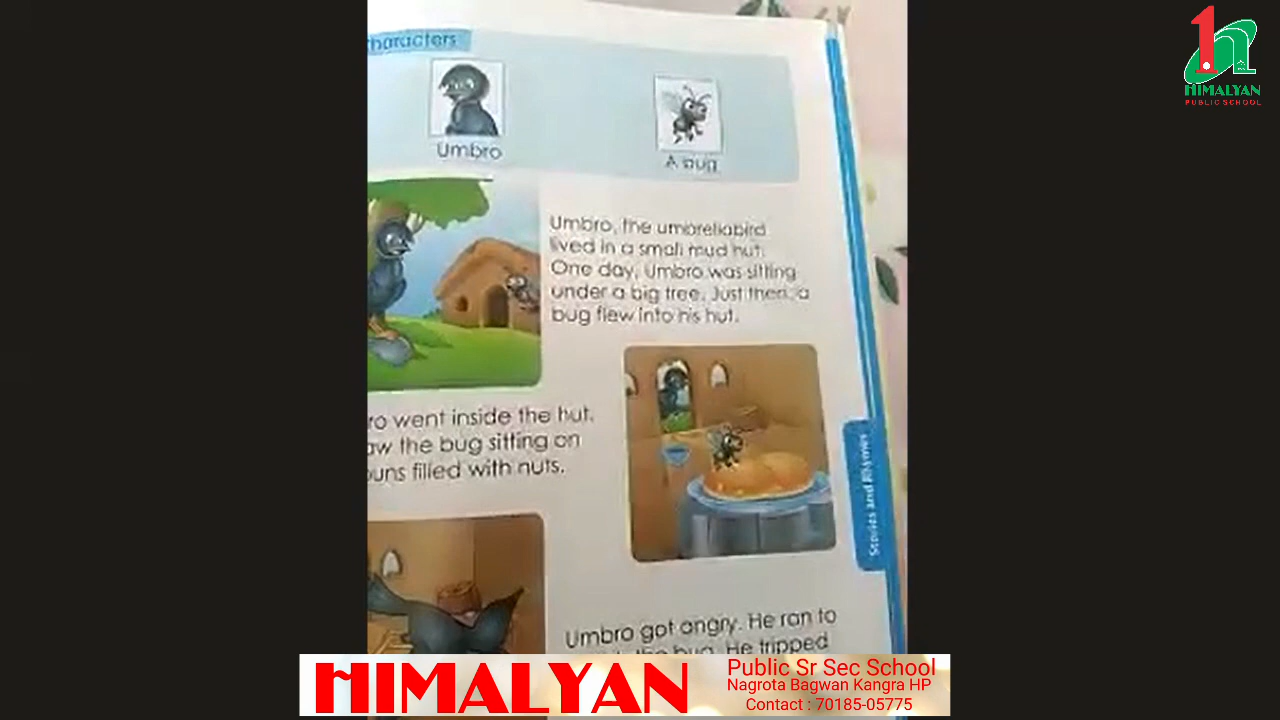 characters
Umbro
A bug
Umbro, the umbrellabird
lived in a small mud hut.
One day, Umbro was sitting
under a big tree. Just then, a
bug flew into his hut.
ro went inside the hut.
aw the bug sitting on
buns filled with nuts.
Stories and Rhymes
Umbro got angry. He ran to
the bug. He tripped
HIMALYAN
PUBLIC SCHOOL
HIMALYAN
Public Sr Sec School
Nagrota Bagwan Kangra HP
Contact : 70185-05775